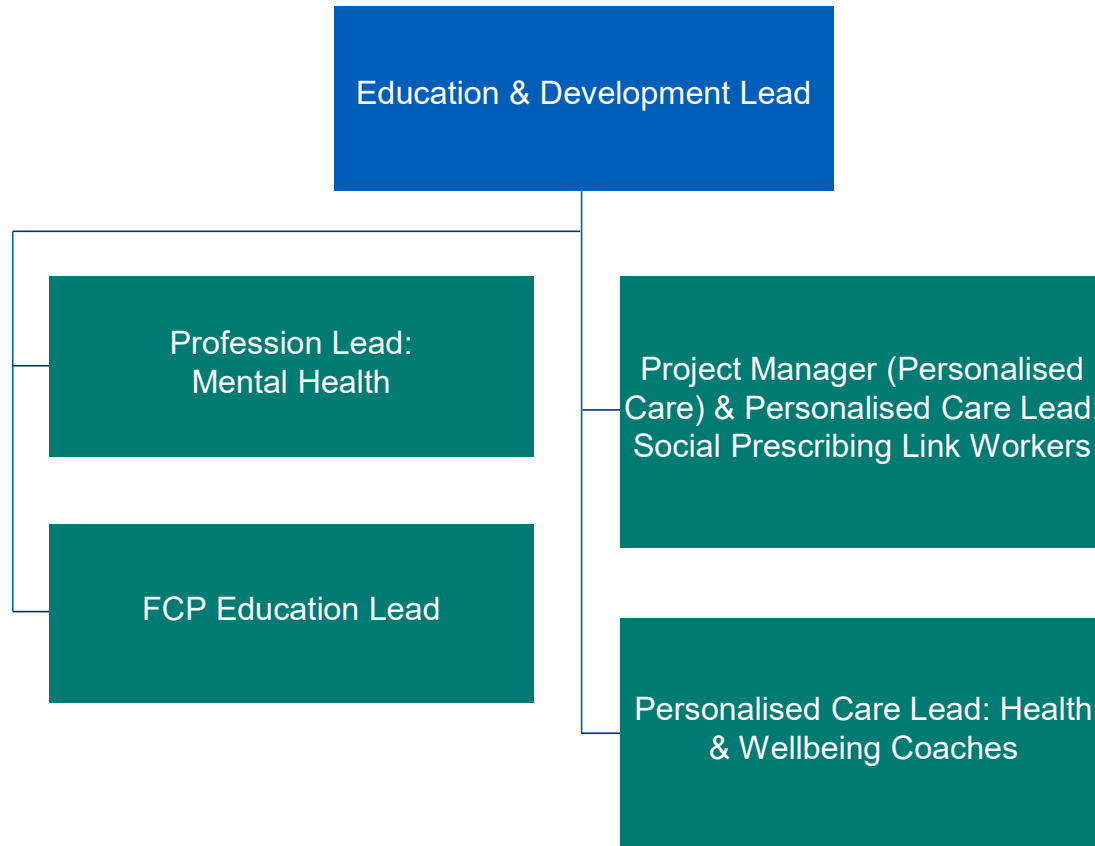 Education & Development Lead
Profession Lead:
Mental Health
FCP Education Lead
Project Manager (Personalised
Care) & Personalised Care Lead:
Social Prescribing Link Workers
Personalised Care Lead: Health
& Wellbeing Coaches